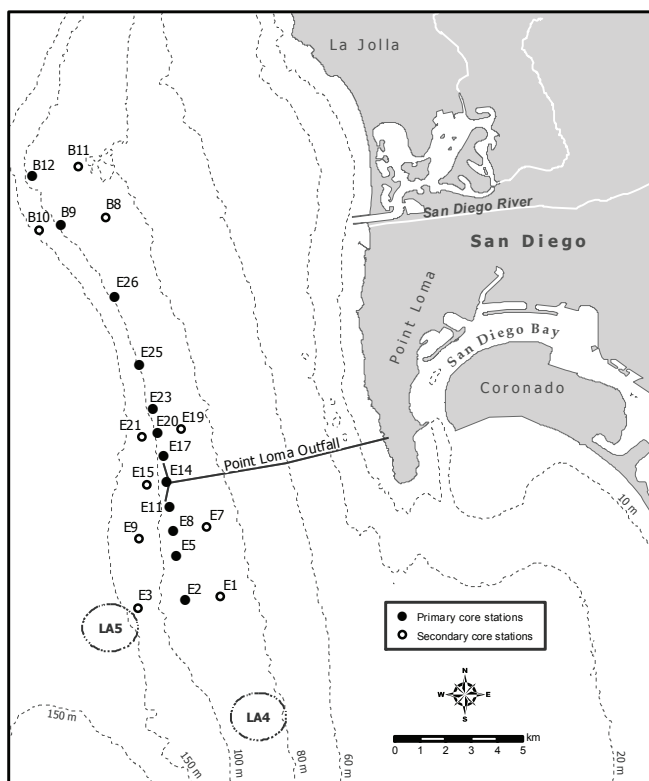 La Jolla
B11
B12
B8
B10
B9
San Diego River
San Diego
E26
Point Loma
San Diego Bay
E25
Coronado
E23
E19
E20
E21
E17
Point Loma Outfall
E14
E15
E11
10 m
E9
E8
E7
E5
E3
E2
E1
LA5
Primary core stations
Secondary core stations
N
W E
S
LA4
150 m
150 m
100 m
80 m
60 m
20 m
km
0 1 2 3 4 5